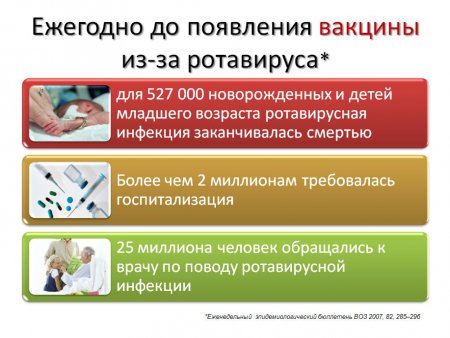 Ежегодно до появления вакцины
из-за ротавируса*
для 527 000 новорожденных и детей
младшего возраста ротавирусная
инфекция заканчивалась смертью
Более чем 2 миллионам требовалась
госпитализация
25 миллиона человек обращались к
врачу по поводу ротавирусной
инфекции
*Еженедельный эпидемиологический бюллетень ВОЗ 2007, 82, 285–296